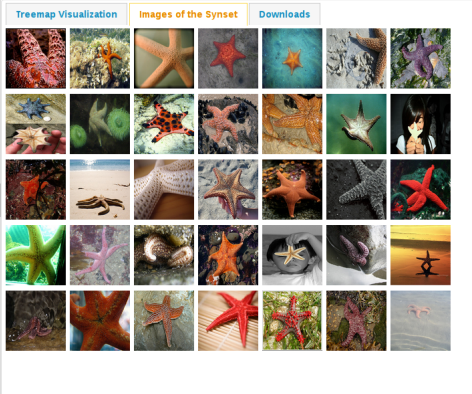 Treemap Visualization
Images of the Synset
Downloads